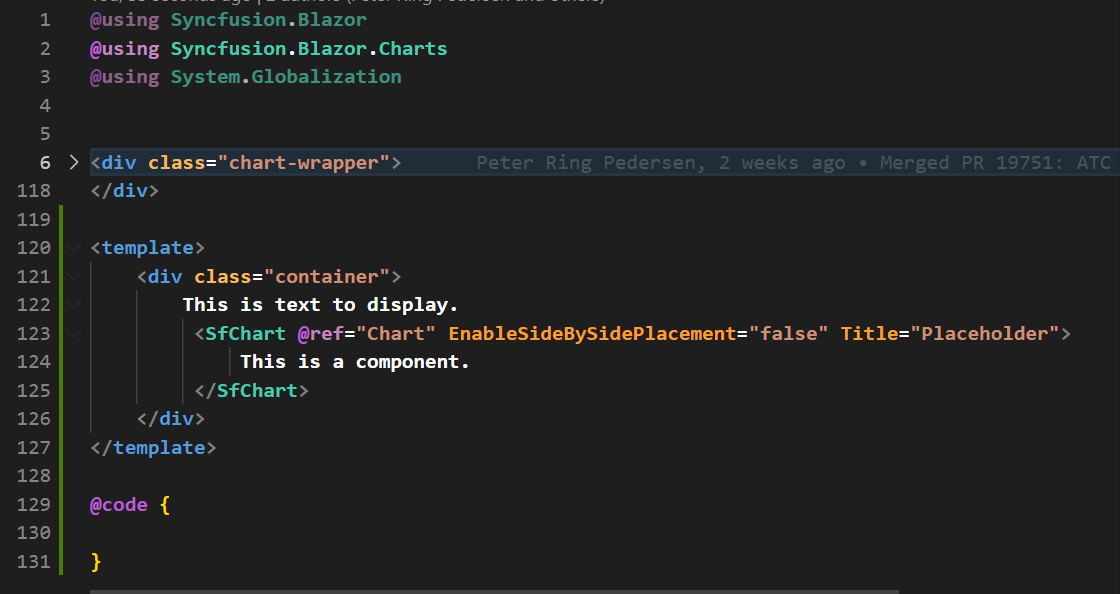 1 @using Syncfusion.Blazor
2 @using Syncfusion.Blazor.Charts
3 @using System.Globalization
4
5
6 <div class="chart-wrapper"> Peter Ring Pedersen, 2 weeks ago • Merged PR 19751: ATC
118 </div>
119
120 <template>
121 <div class="container">
122 This is text to display.
123 <SfChart @ref="Chart" EnableSideBySidePlacement="false" Title="Placeholder">
124 This is a component.
125 </SfChart>
126 </div>
127 </template>
128
129 @code {
130
131 }